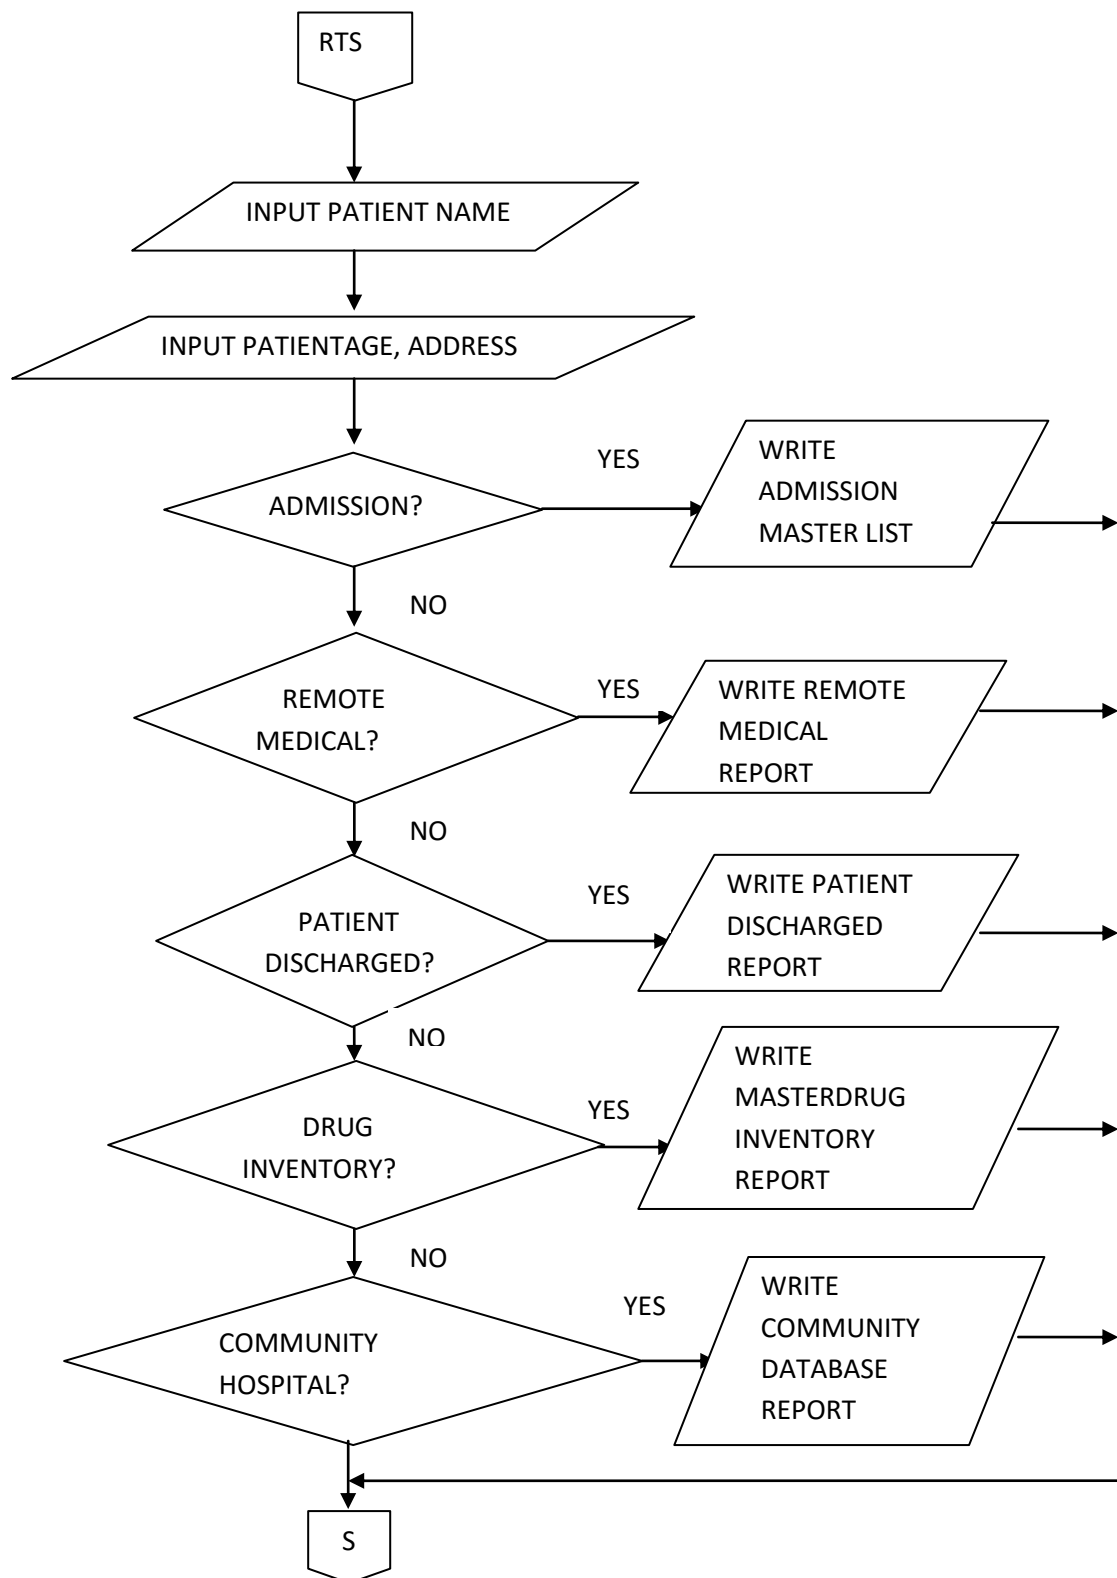 RTS
INPUT PATIENT NAME
INPUT PATIENTAGE, ADDRESS
ADMISSION?
YES
WRITE
ADMISSION
MASTER LIST
NO
REMOTE
MEDICAL?
YES
WRITE REMOTE
MEDICAL
REPORT
NO
PATIENT
DISCHARGED?
YES
WRITE PATIENT
DISCHARGED
REPORT
NO
DRUG
INVENTORY?
YES
WRITE
MASTERDRUG
INVENTORY
REPORT
NO
COMMUNITY
HOSPITAL?
YES
WRITE
COMMUNITY
DATABASE
REPORT
S